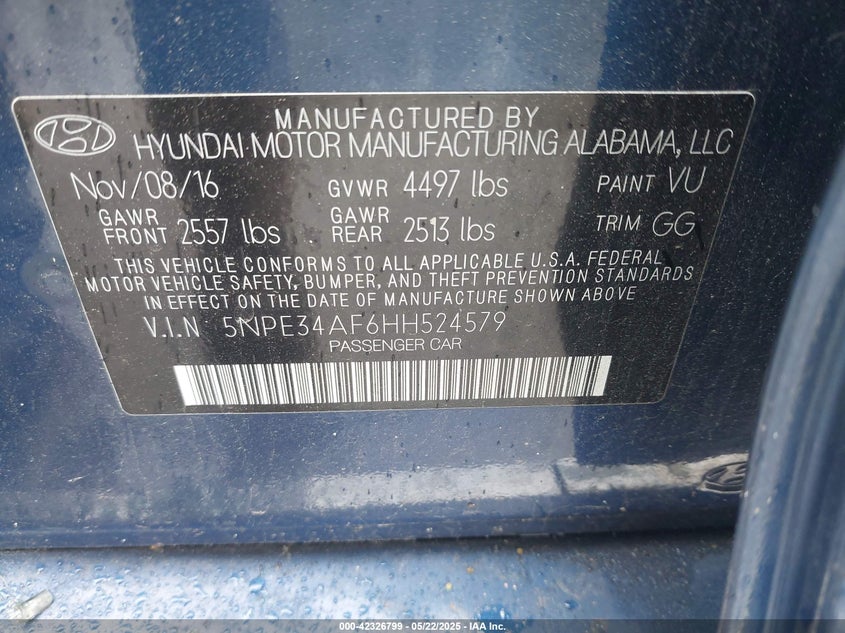 MANUFACTURED BY
HYUNDAI MOTOR MANUFACTURING ALABAMA, LLC
Nov/08/16 GVWR 4497 lbs PAINT VU
GAWR FRONT 2557 lbs GAWR REAR 2513 lbs TRIM GG
THIS VEHICLE CONFORMS TO ALL APPLICABLE U.S.A. FEDERAL
MOTOR VEHICLE SAFETY, BUMPER, AND THEFT PREVENTION STANDARDS
IN EFFECT ON THE DATE OF MANUFACTURE SHOWN ABOVE
V.I.N 5NPE34AF6HH524579
PASSENGER CAR
000-42326799 - 05/22/2025 - IAA Inc.